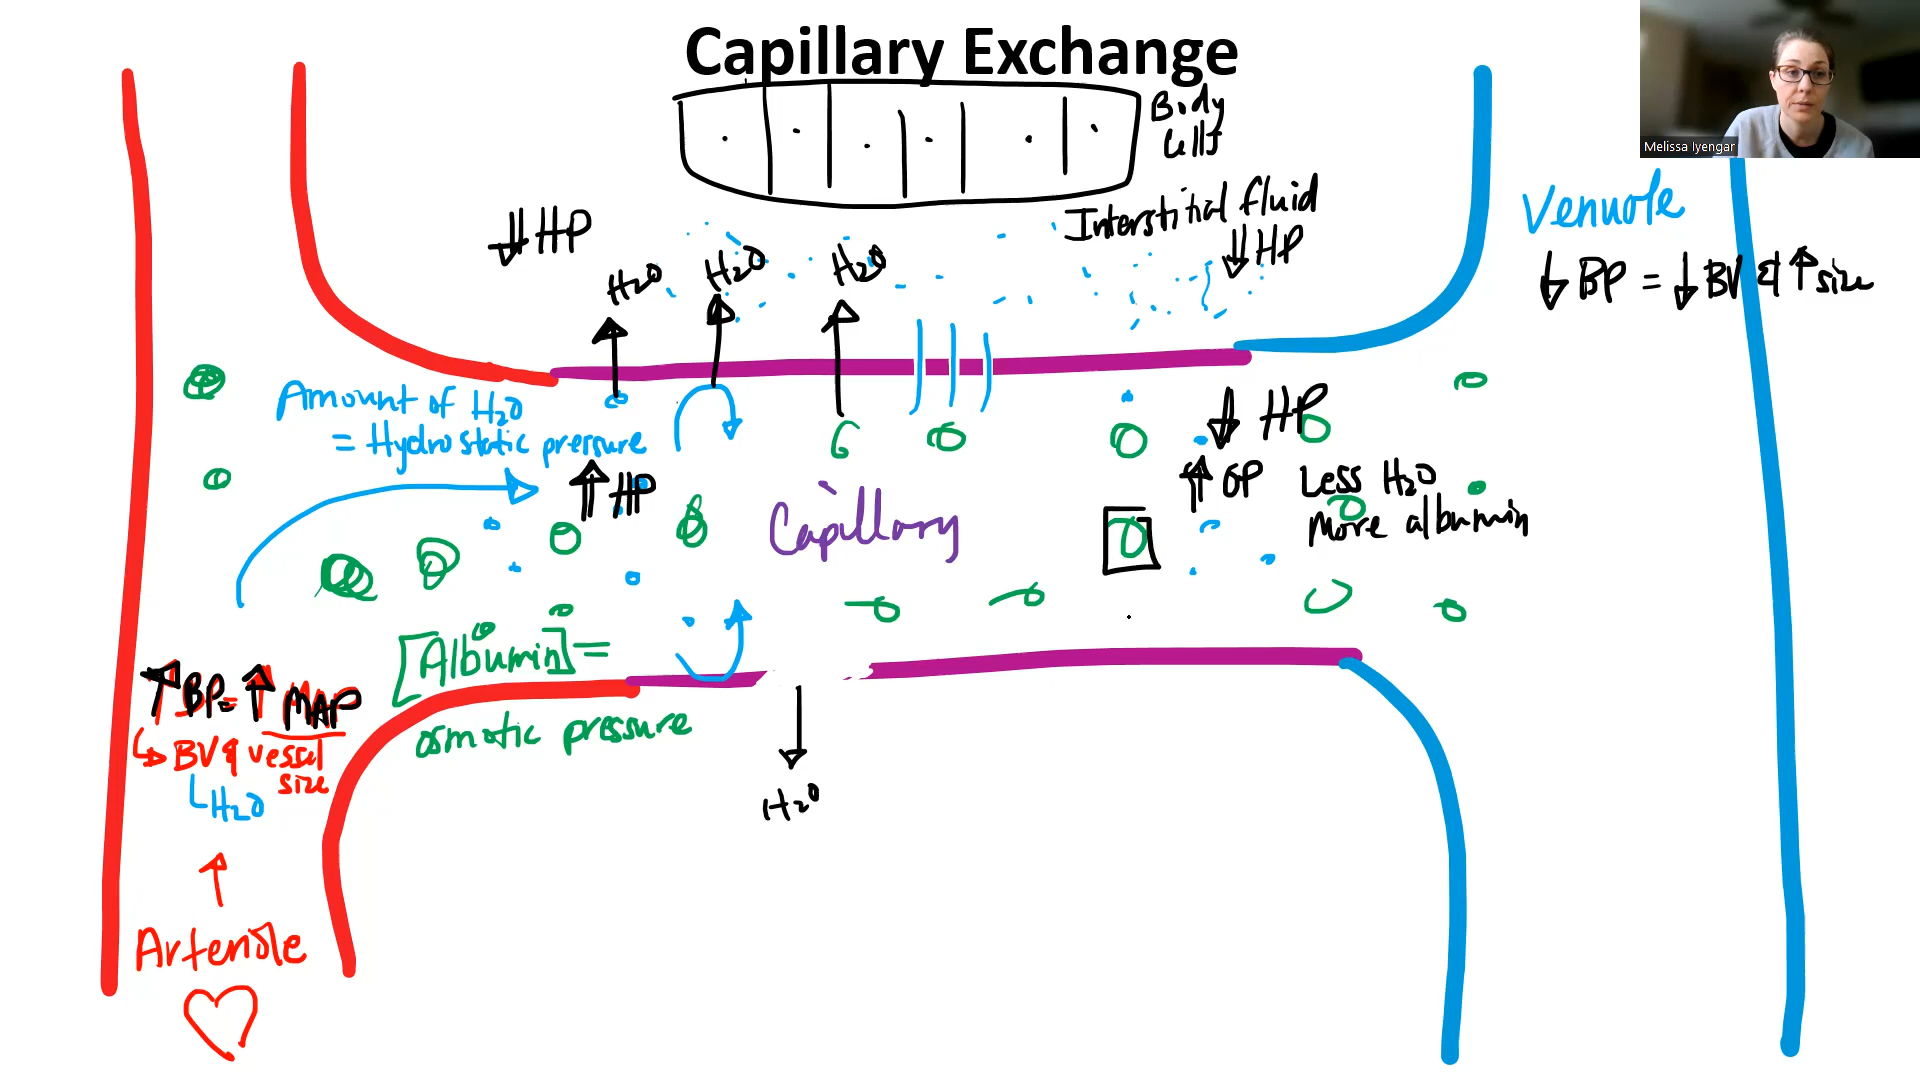 Capillary Exchange
Melissa Iyengar
Body
Cells
Interstitial fluid
↓↓ HP
↓↓ HP
H₂O
H₂O
H₂O
Venuole
↓ BP = ↓ BV & ↑ size
Amount of H₂O
= Hydrostatic pressure
↑↑ HP
↓ HP
↑↑ OP
Less H₂O
More albumin
Capillary
[Albumin] =
osmotic pressure
↑ BP = ↑ MAP
↳ BV & vessel
size
H₂O
H₂O
↑
Arteriole